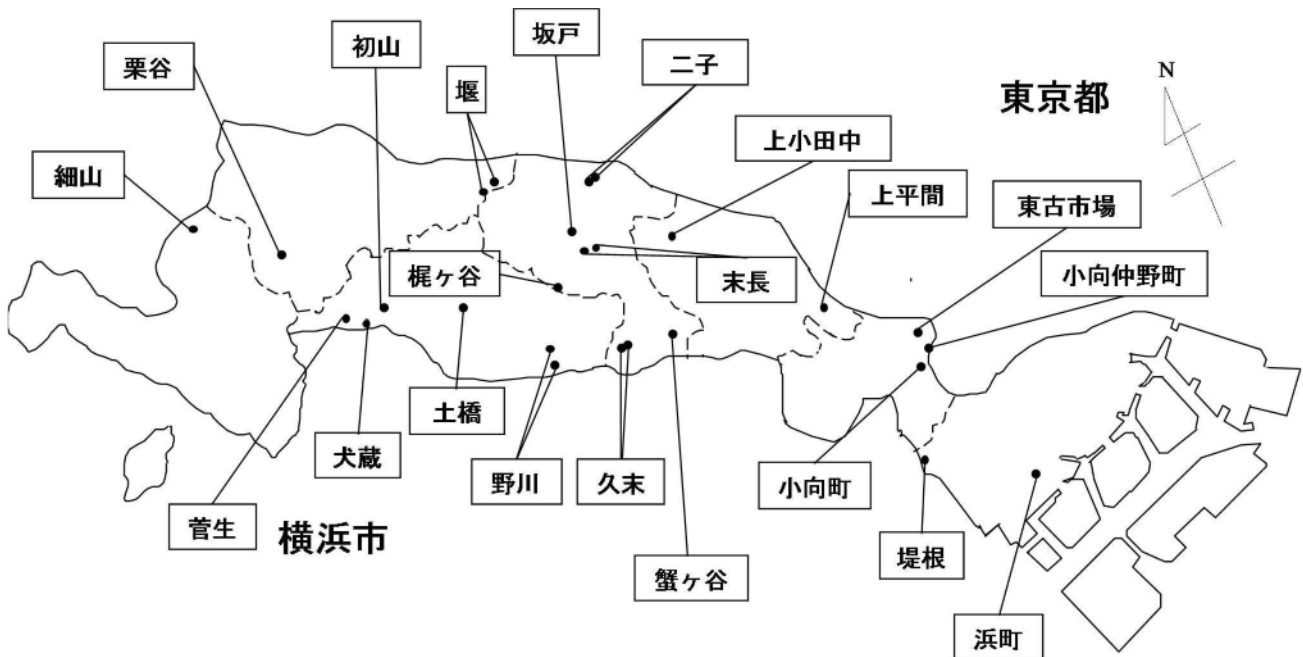 坂戸
初山
二子
栗谷
堰
N
東京都
上小田中
細山
上平間
東古市場
梶ヶ谷
末長
小向仲野町
土橋
犬蔵
野川
久末
小向町
菅生
横浜市
堤根
蟹ヶ谷
浜町